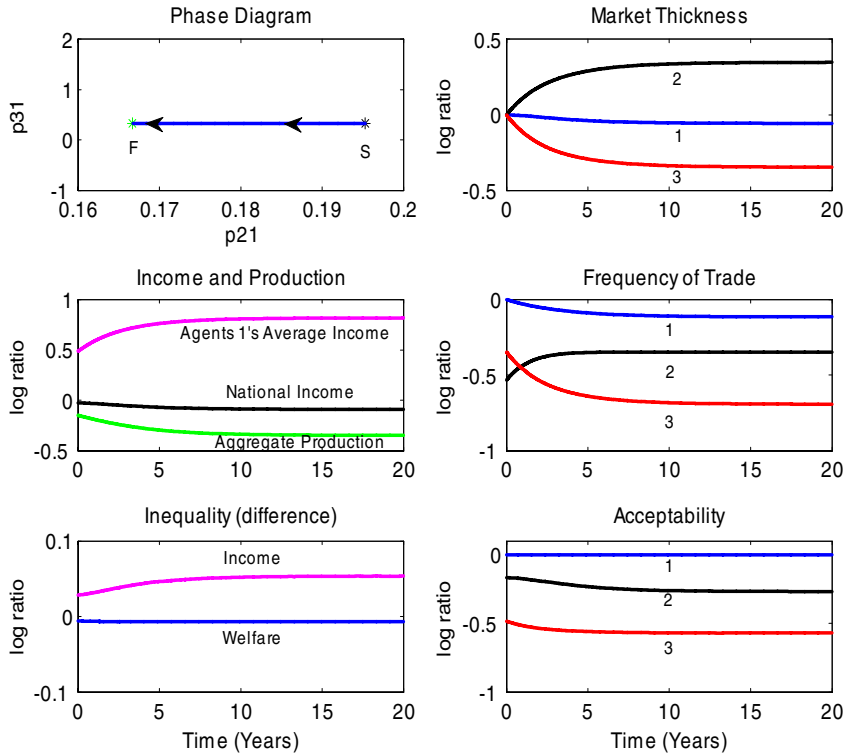 Phase Diagram
2
1
0
-1
p31
F
S
0.16 0.17 0.18 0.19 0.2
p21
Market Thickness
0.5
0
-0.5
log ratio
2
1
3
0 5 10 15 20
Income and Production
1
0.5
0
-0.5
log ratio
Agents 1's Average Income
National Income
Aggregate Production
0 5 10 15 20
Frequency of Trade
0
-0.5
-1
log ratio
1
2
3
0 5 10 15 20
Inequality (difference)
0.1
0
-0.1
log ratio
Income
Welfare
0 5 10 15 20
Time (Years)
Acceptability
0
-0.5
-1
log ratio
1
2
3
0 5 10 15 20
Time (Years)